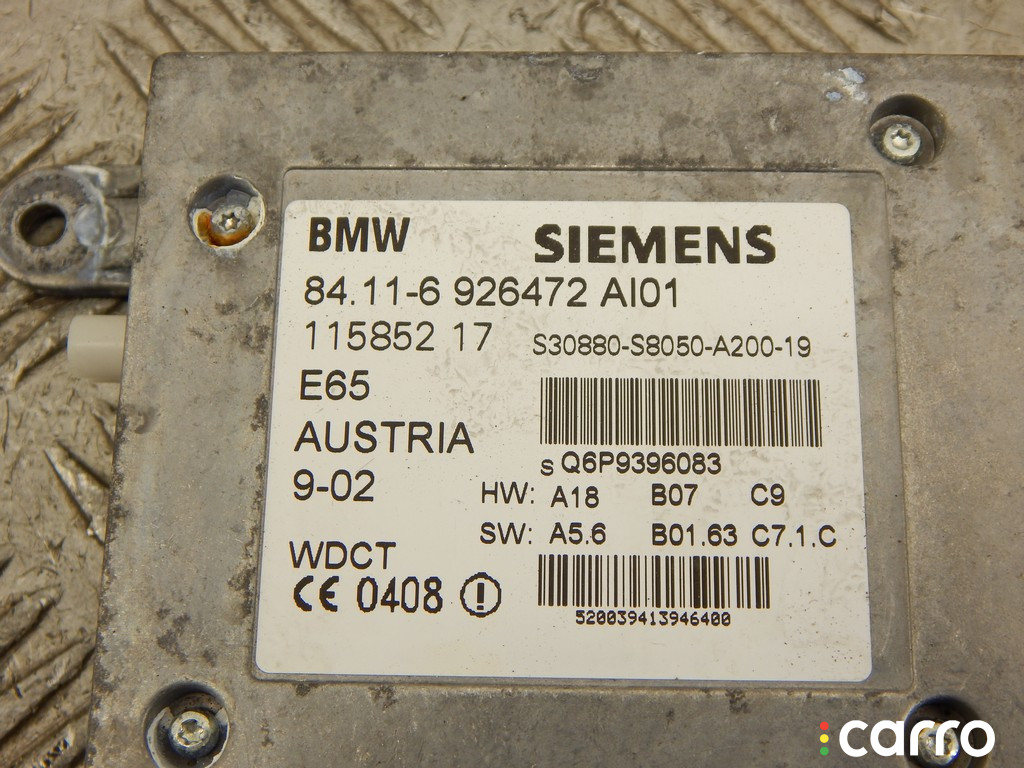 BMW SIEMENS
84.11-6 926472 AI01
115852 17 S30880-S8050-A200-19
E65
AUSTRIA
S Q6P9396083
9-02
HW: A18 B07 C9
SW: A5.6 B01.63 C7.1.C
WDCT
CE 0408
520039413946400
carro